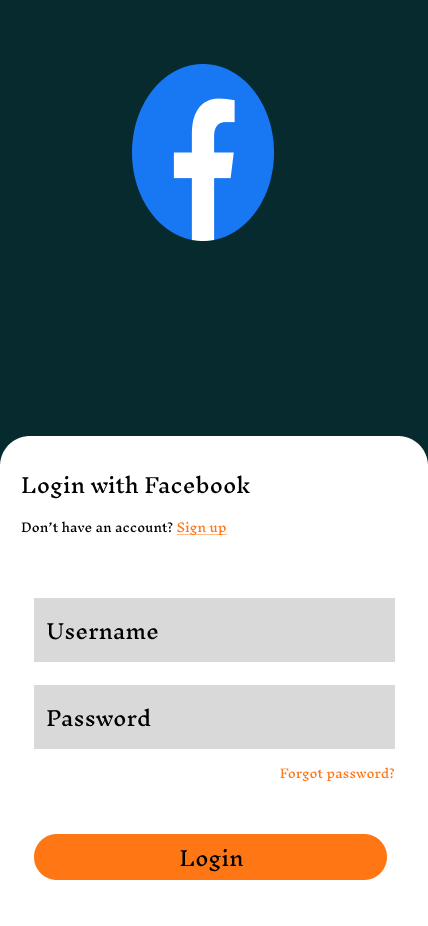 Login with Facebook
Don't have an account? Sign up
Username
Password
Forgot password?
Login